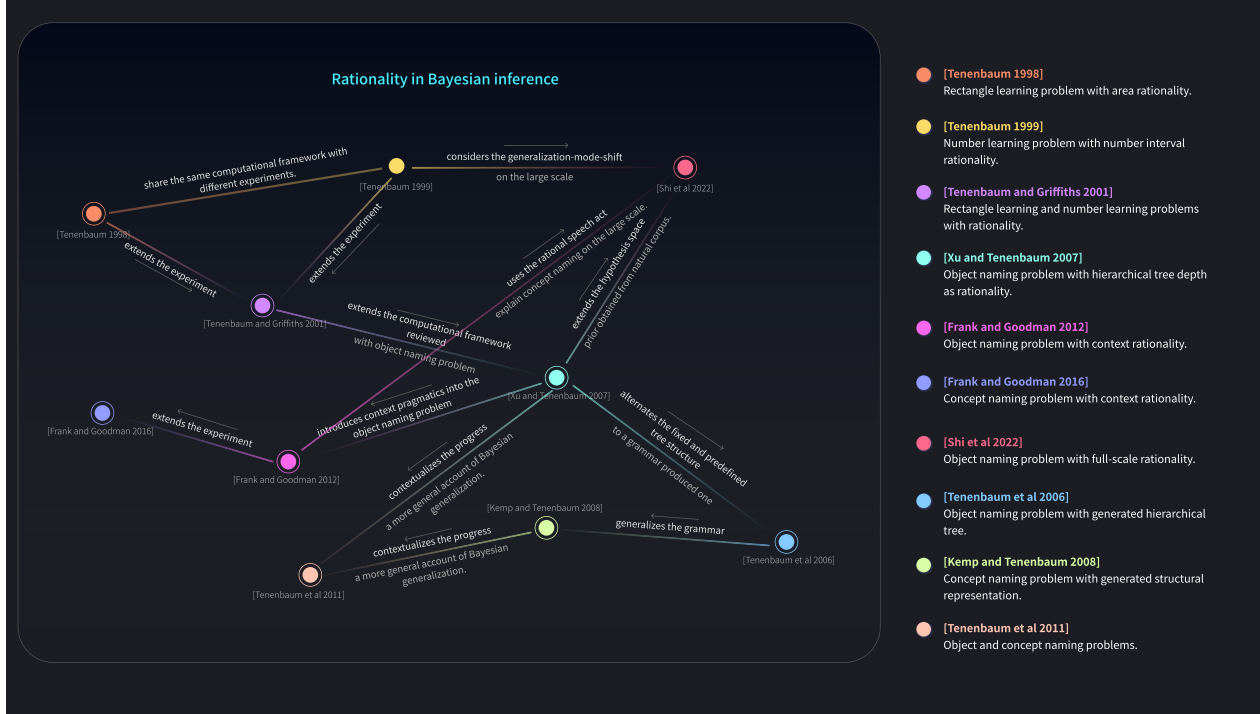 Rationality in Bayesian inference
share the same computational framework with
different experiments.
considers the generalization-mode-shift
on the large scale
[Tenenbaum 1999]
[Shi et al 2022]
[Tenenbaum 1998]
extends the experiment
extends the experiment
uses the rational speech act
explain concept naming on the large scale.
extends the hypothesis space
prior obtained from natural corpus.
[Tenenbaum and Griffiths 2001]
extends the computational framework
reviewed
with object naming problem
[Xu and Tenenbaum 2007]
introduces context pragmatics into the
object naming problem
[Frank and Goodman 2016]
extends the experiment
[Frank and Goodman 2012]
alternates the fixed and predefined
tree structure
to a grammar produced one
contextualizes the progress
a more general account of Bayesian
generalization.
[Kemp and Tenenbaum 2008]
generalizes the grammar
contextualizes the progress
a more general account of Bayesian
generalization.
[Tenenbaum et al 2006]
[Tenenbaum et al 2011]
[Tenenbaum 1998]
Rectangle learning problem with area rationality.
[Tenenbaum 1999]
Number learning problem with number interval
rationality.
[Tenenbaum and Griffiths 2001]
Rectangle learning and number learning problems
with rationality.
[Xu and Tenenbaum 2007]
Object naming problem with hierarchical tree depth
as rationality.
[Frank and Goodman 2012]
Object naming problem with context rationality.
[Frank and Goodman 2016]
Concept naming problem with context rationality.
[Shi et al 2022]
Object naming problem with full-scale rationality.
[Tenenbaum et al 2006]
Object naming problem with generated hierarchical
tree.
[Kemp and Tenenbaum 2008]
Concept naming problem with generated structural
representation.
[Tenenbaum et al 2011]
Object and concept naming problems.